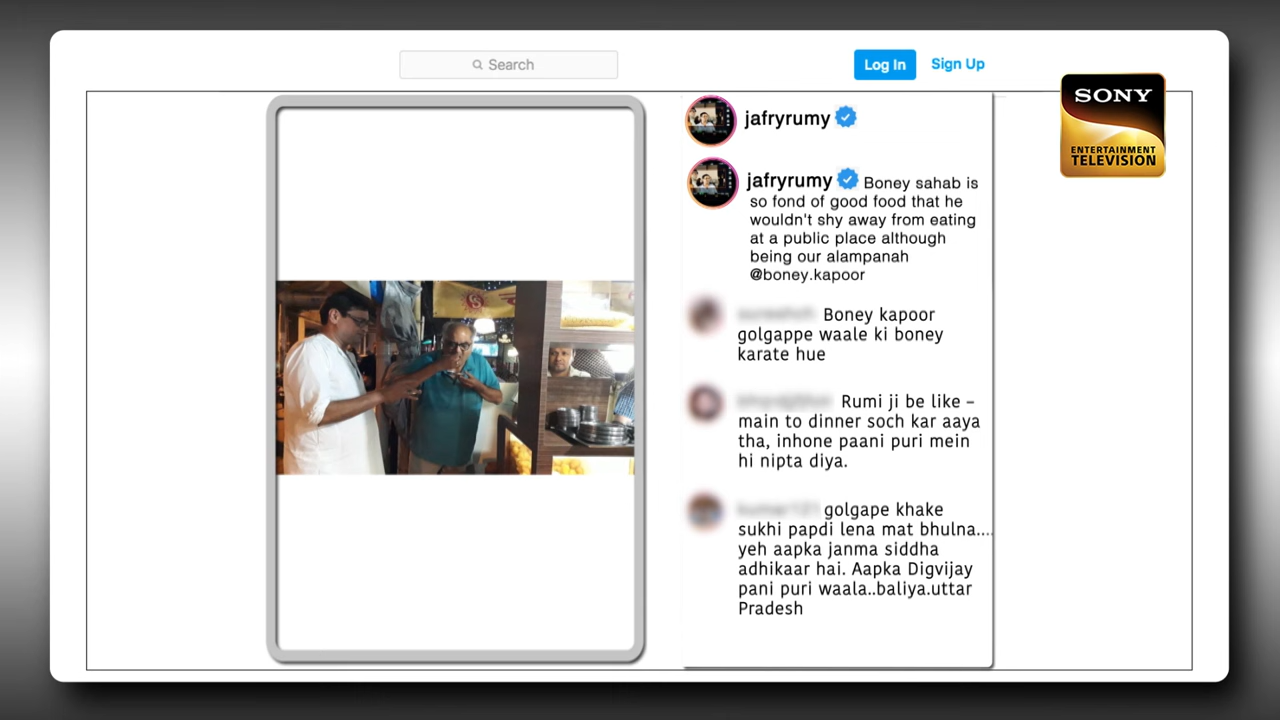 Search
Log In
Sign Up
SONY
ENTERTAINMENT
TELEVISION
jafryrumy
jafryrumy Boney sahab is
so fond of good food that he
wouldn't shy away from eating
at a public place although
being our alampanah
@boney.kapoor
Boney kapoor
golgappe waale ki boney
karate hue
Rumi ji be like –
main to dinner soch kar aaya
tha, inhone paani puri mein
hi nipta diya.
golgape khake
sukhi papdi lena mat bhulna....
yeh aapka janma siddha
adhikaar hai. Aapka Digvijay
pani puri waala..baliya.uttar
Pradesh